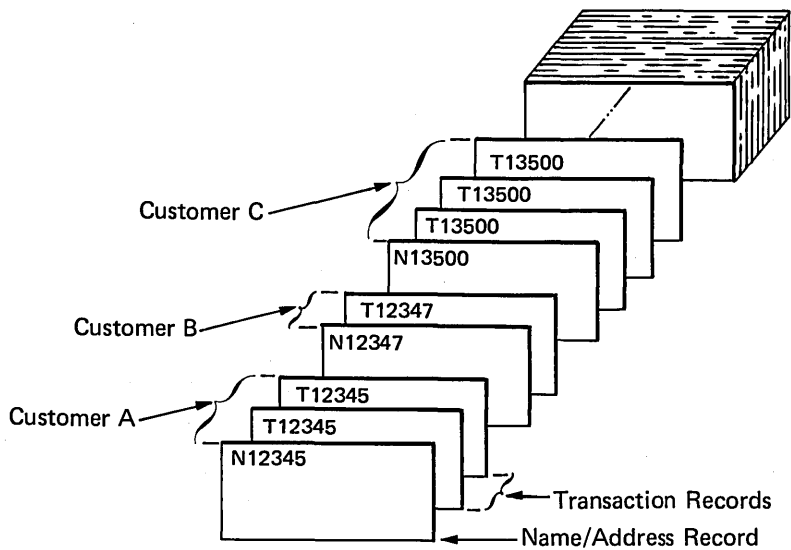 T13500
T13500
Customer C
T13500
N13500
T12347
Customer B
N12347
T12345
Customer A
T12345
N12345
Transaction Records
Name/Address Record